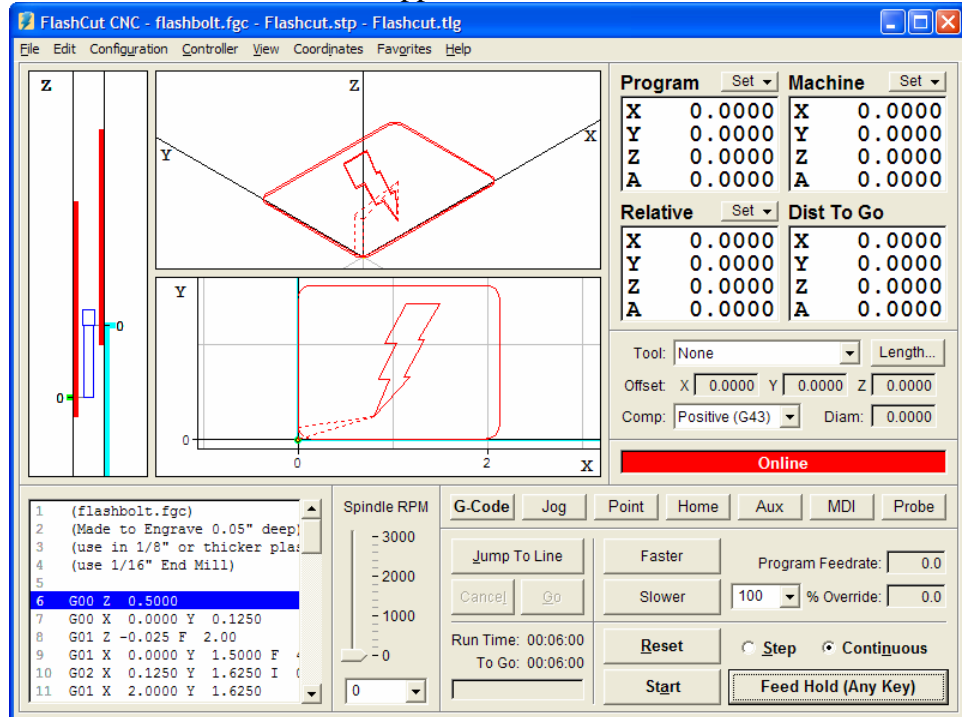 FlashCut CNC - flashbolt.fgc - Flashcut.stp - Flashcut.tlg
File Edit Configuration Controller View Coordinates Favorites Help
Z
0
0
Z
Y
X
Y
0
0
2
X
Program Set
X 0.0000
Y 0.0000
Z 0.0000
A 0.0000
Machine Set
X 0.0000
Y 0.0000
Z 0.0000
A 0.0000
Relative Set
X 0.0000
Y 0.0000
Z 0.0000
A 0.0000
Dist To Go
X 0.0000
Y 0.0000
Z 0.0000
A 0.0000
Tool: None Length...
Offset: X 0.0000 Y 0.0000 Z 0.0000
Comp: Positive (G43) Diam: 0.0000
Online
1 (flashbolt.fgc)
2 (Made to Engrave 0.05" deep)
3 (use in 1/8" or thicker plas
4 (use 1/16" End Mill)
5
6 G00 Z 0.5000
7 G00 X 0.0000 Y 0.1250
8 G01 Z -0.025 F 2.00
9 G01 X 0.0000 Y 1.5000 F
10 G02 X 0.1250 Y 1.6250 I
11 G01 X 2.0000 Y 1.6250
Spindle RPM
3000
2000
1000
0
0
G-Code Jog Point Home Aux MDI Probe
Jump To Line
Cancel Go
Run Time: 00:06:00
To Go: 00:06:00
Faster
Slower
Program Feedrate: 0.0
100 % Override: 0.0
Reset
Step Continuous
Start
Feed Hold (Any Key)